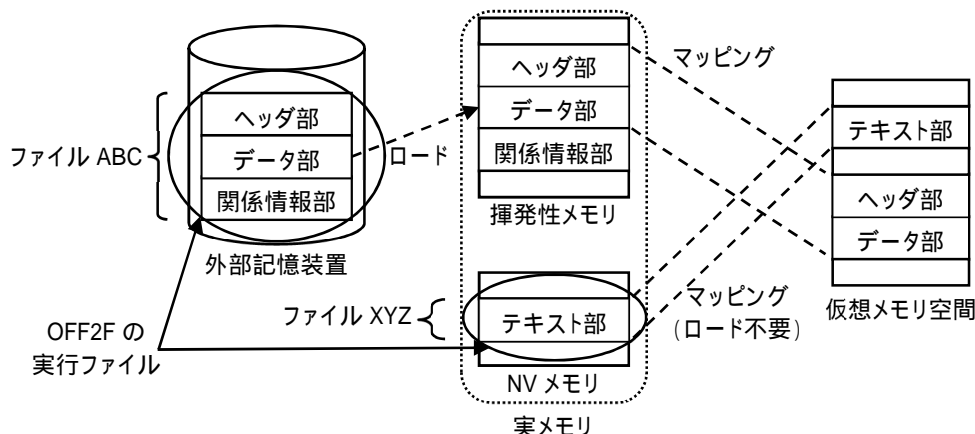 ファイル ABC
ヘッダ部
データ部
関係情報部
外部記憶装置
ロード
ヘッダ部
データ部
関係情報部
揮発性メモリ
マッピング
テキスト部
ヘッダ部
データ部
仮想メモリ空間
ファイル XYZ
テキスト部
NV メモリ
実メモリ
マッピング
(ロード不要)
OFF2F の
実行ファイル